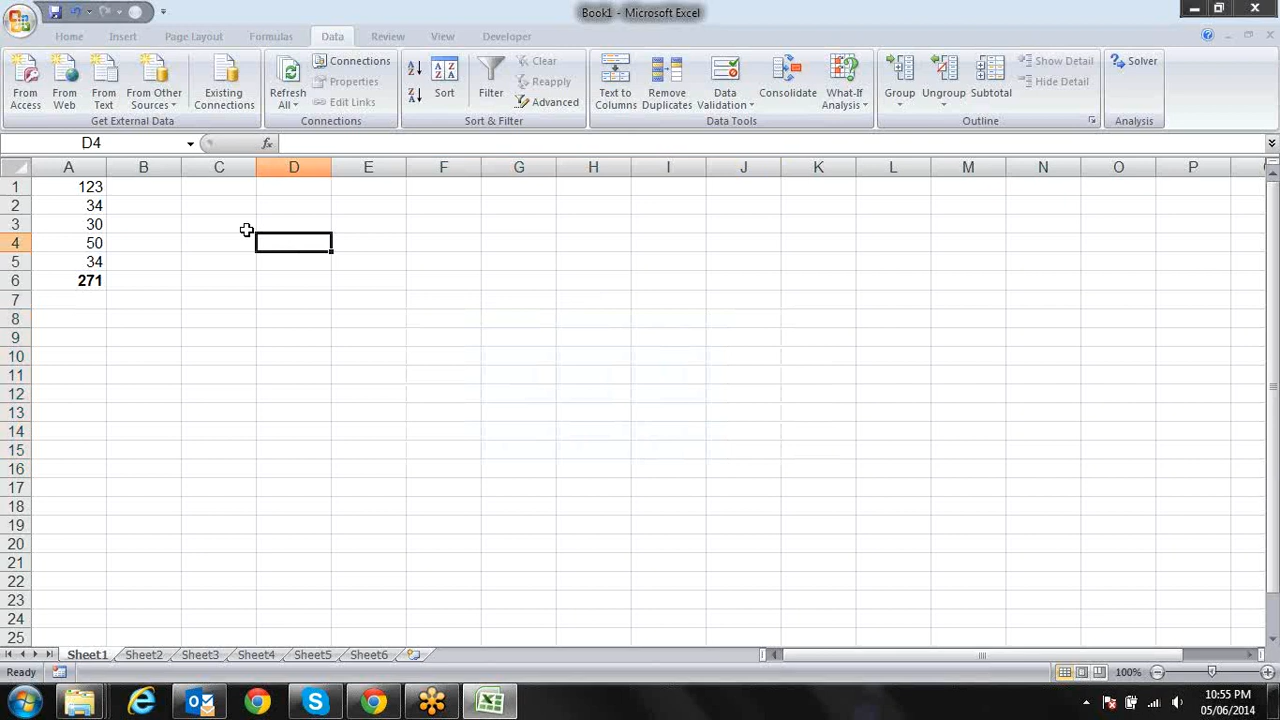 Book1 - Microsoft Excel
Home Insert Page Layout Formulas Data Review View Developer
From Access
From Web
From Text
From Other Sources
Existing Connections
Get External Data
Refresh All
Connections
Properties
Edit Links
Connections
Sort
Filter
Clear
Reapply
Advanced
Sort & Filter
Text to Columns
Remove Duplicates
Data Validation
Consolidate
What-If Analysis
Data Tools
Group
Ungroup
Subtotal
Show Detail
Hide Detail
Outline
Solver
Analysis
D4 fx
A B C D E F G H I J K L M N O P
1 123
2 34
3 30
4 50
5 34
6 271
7
8
9
10
11
12
13
14
15
16
17
18
19
20
21
22
23
24
25
Sheet1 Sheet2 Sheet3 Sheet4 Sheet5 Sheet6
Ready 100%
10:55 PM
05/06/2014